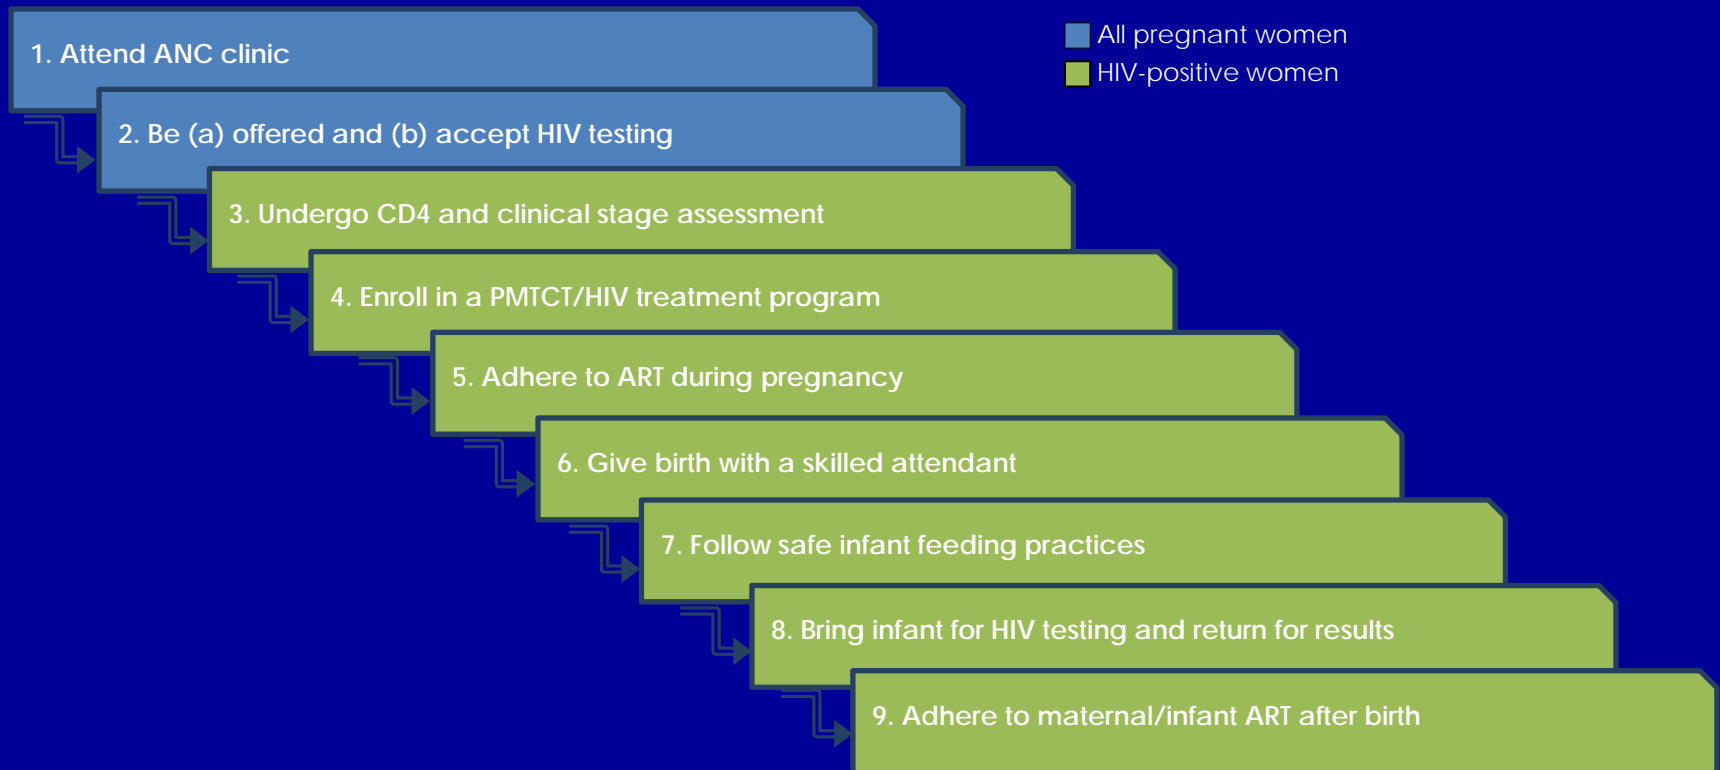 1. Attend ANC clinic
All pregnant women
HIV-positive women
2. Be (a) offered and (b) accept HIV testing
3. Undergo CD4 and clinical stage assessment
4. Enroll in a PMTCT/HIV treatment program
5. Adhere to ART during pregnancy
6. Give birth with a skilled attendant
7. Follow safe infant feeding practices
8. Bring infant for HIV testing and return for results
9. Adhere to maternal/infant ART after birth